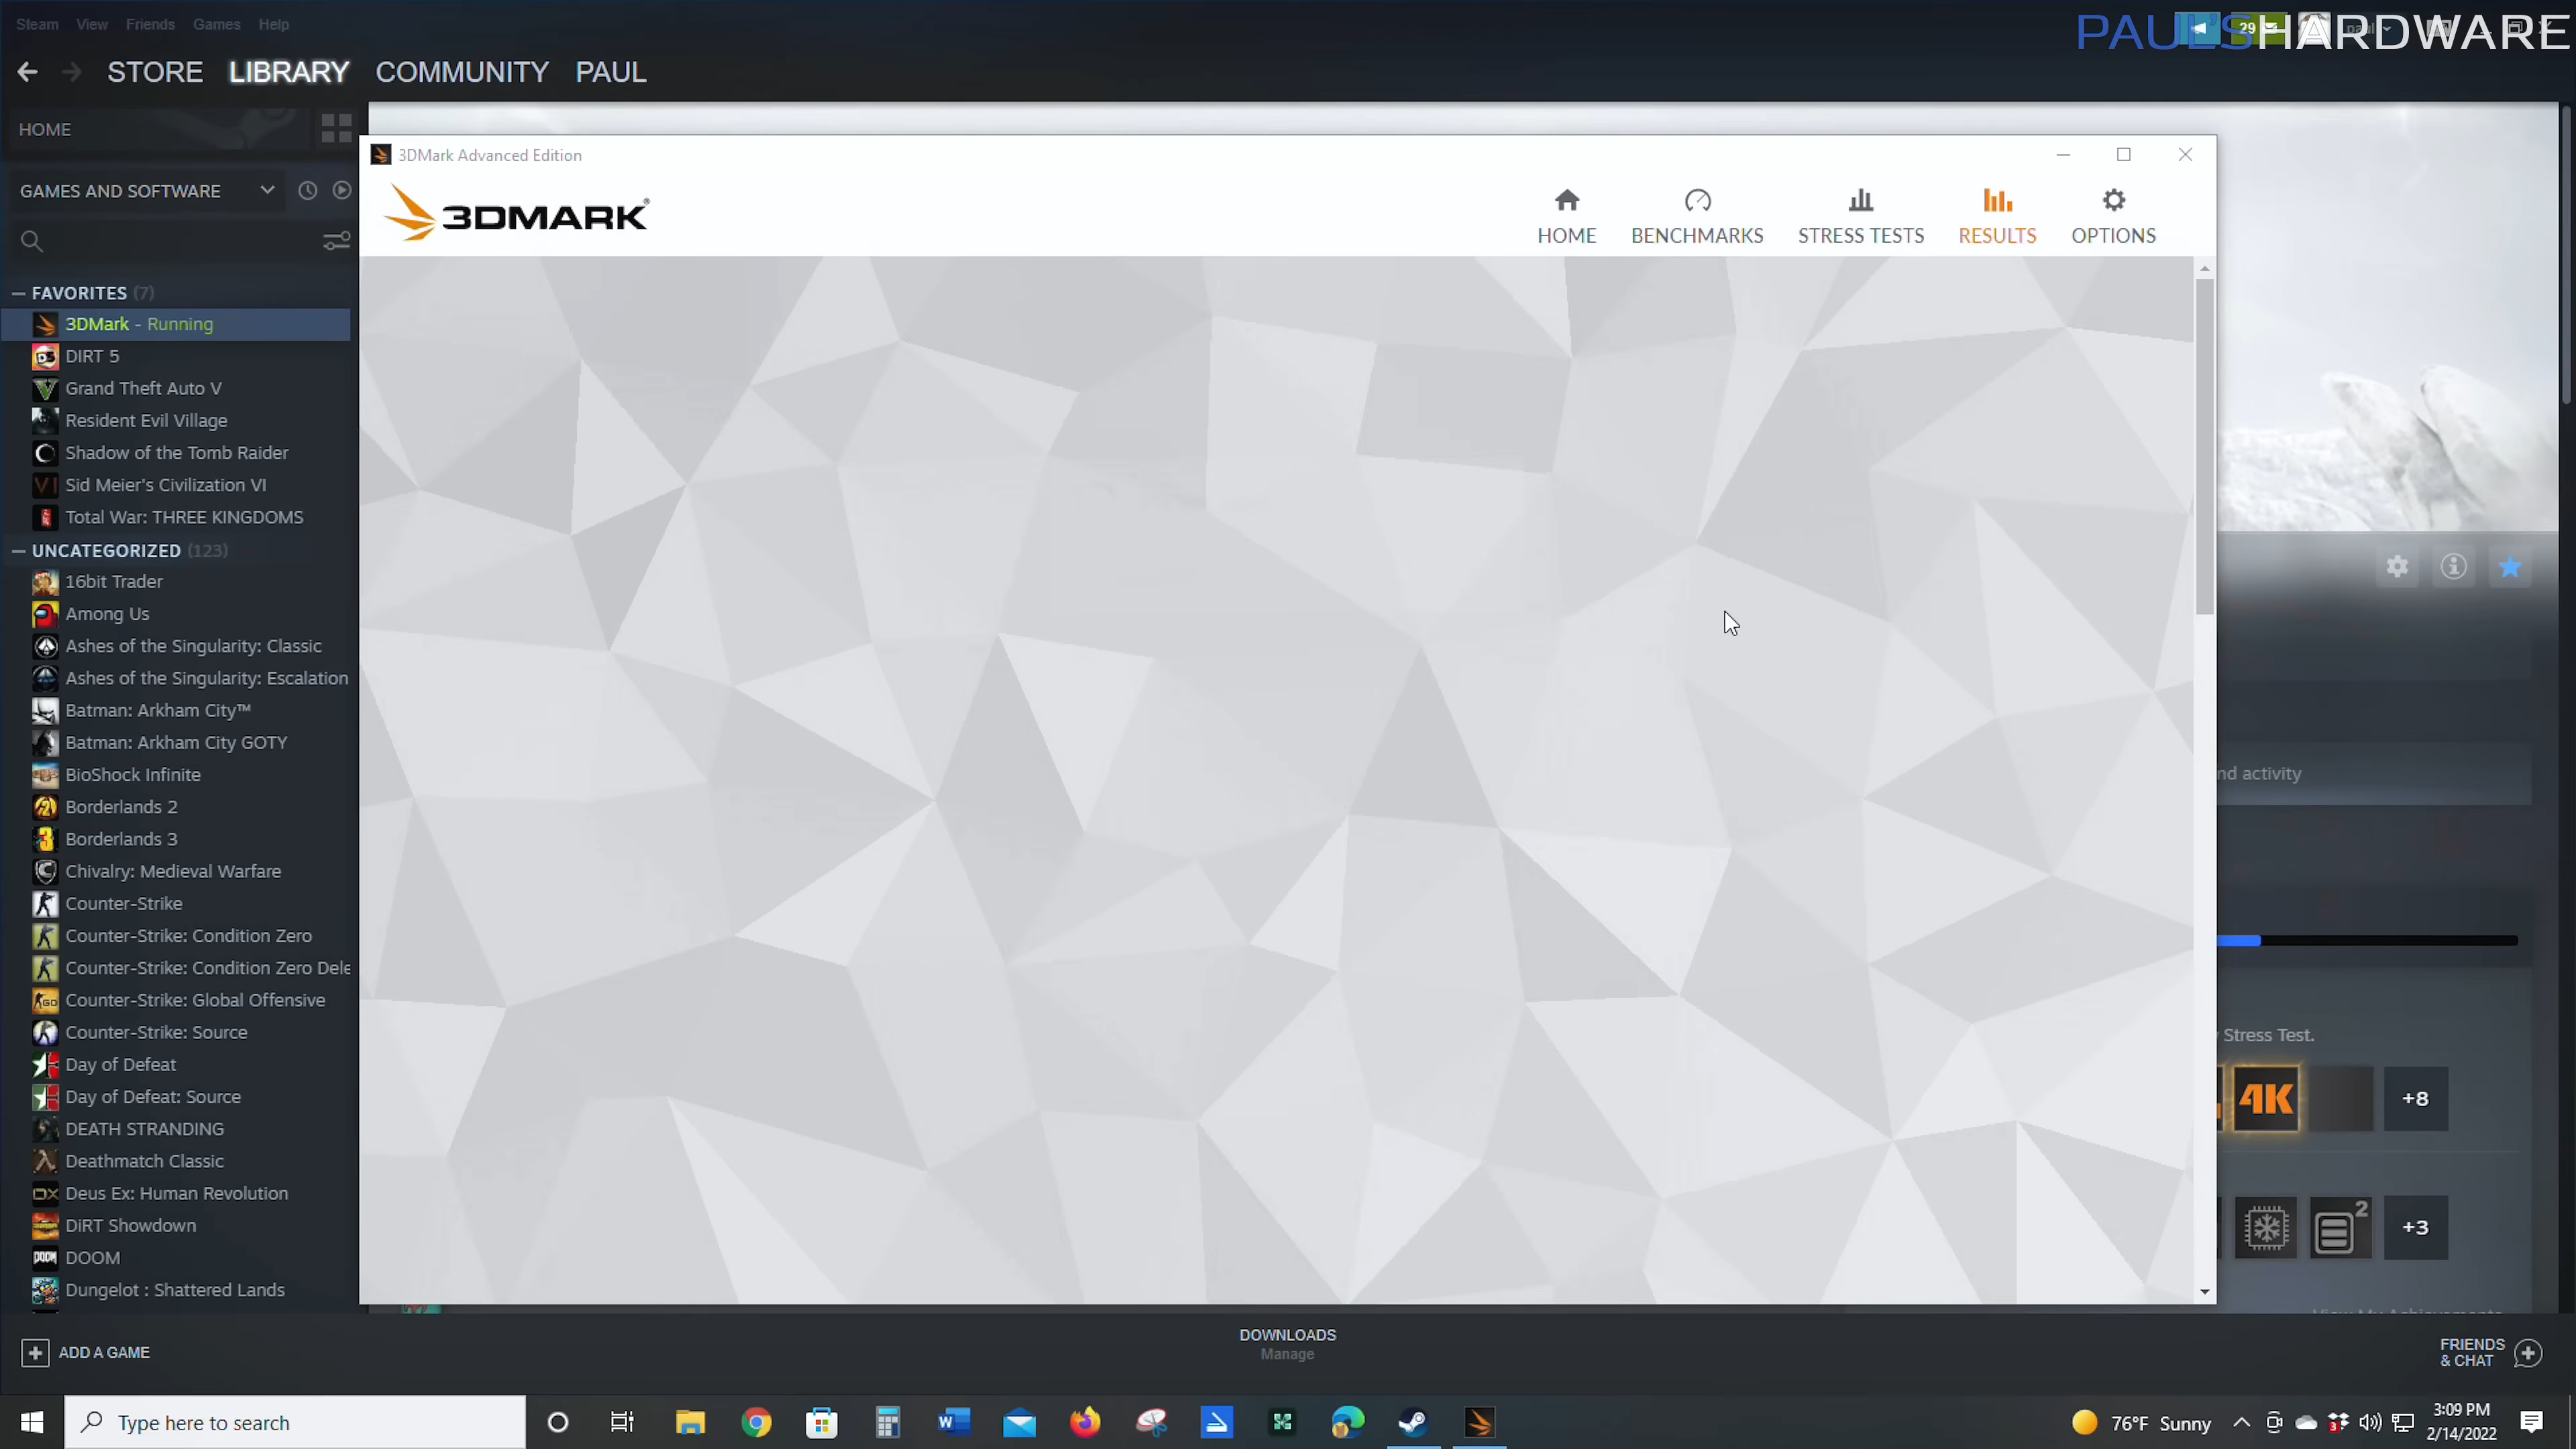 Steam View Friends Games Help
29
PAUL'SHARDWARE
STORE LIBRARY COMMUNITY PAUL
HOME
GAMES AND SOFTWARE
3DMark Advanced Edition
3DMARK®
HOME BENCHMARKS STRESS TESTS RESULTS OPTIONS
FAVORITES (7)
3DMark - Running
DIRT 5
Grand Theft Auto V
Resident Evil Village
Shadow of the Tomb Raider
Sid Meier's Civilization VI
Total War: THREE KINGDOMS
UNCATEGORIZED (123)
16bit Trader
Among Us
Ashes of the Singularity: Classic
Ashes of the Singularity: Escalation
Batman: Arkham City™
Batman: Arkham City GOTY
BioShock Infinite
Borderlands 2
Borderlands 3
Chivalry: Medieval Warfare
Counter-Strike
Counter-Strike: Condition Zero
Counter-Strike: Condition Zero Dele
Counter-Strike: Global Offensive
Counter-Strike: Source
Day of Defeat
Day of Defeat: Source
DEATH STRANDING
Deathmatch Classic
Deus Ex: Human Revolution
DiRT Showdown
DOOM
Dungelot : Shattered Lands
nd activity
Stress Test.
4K
+8
2
+3
ADD A GAME
DOWNLOADS
Manage
FRIENDS
& CHAT
Type here to search
76°F Sunny
3:09 PM
2/14/2022